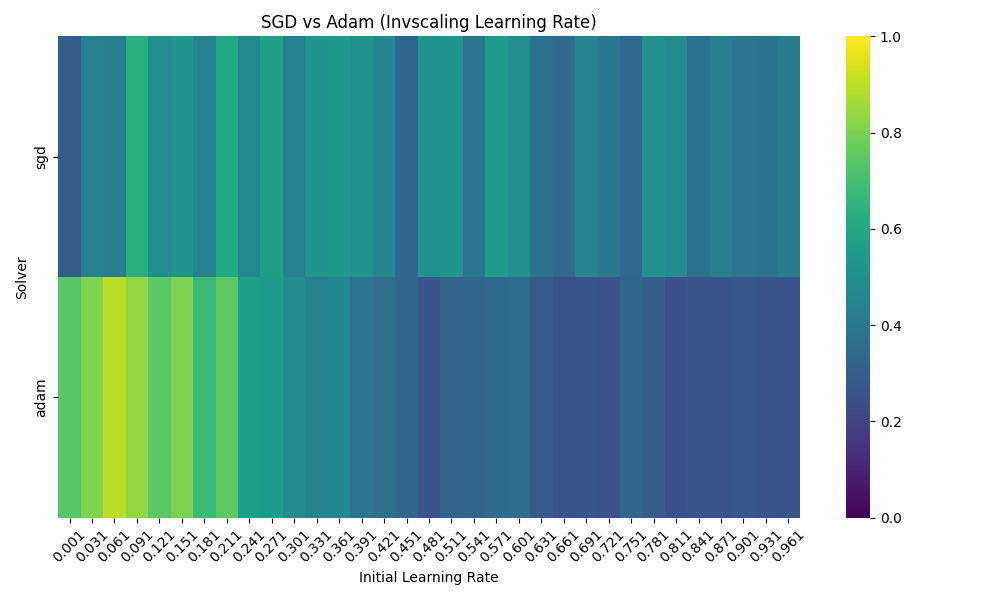 SGD vs Adam (Invscaling Learning Rate)
Solver
sgd
adam
0.001 0.031 0.061 0.091 0.121 0.151 0.181 0.211 0.241 0.271 0.301 0.331 0.361 0.391 0.421 0.451 0.481 0.511 0.541 0.571 0.601 0.631 0.661 0.691 0.721 0.751 0.781 0.811 0.841 0.871 0.901 0.931 0.961
Initial Learning Rate
1.0
0.8
0.6
0.4
0.2
0.0